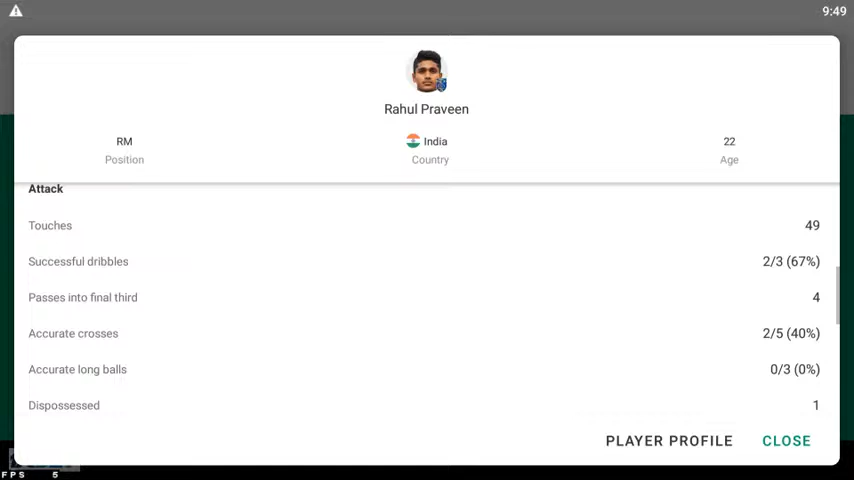 9:49
Rahul Praveen
RM
India
22
Position
Country
Age
Attack
Touches 49
Successful dribbles 2/3 (67%)
Passes into final third 4
Accurate crosses 2/5 (40%)
Accurate long balls 0/3 (0%)
Dispossessed 1
PLAYER PROFILE CLOSE
FPS 5